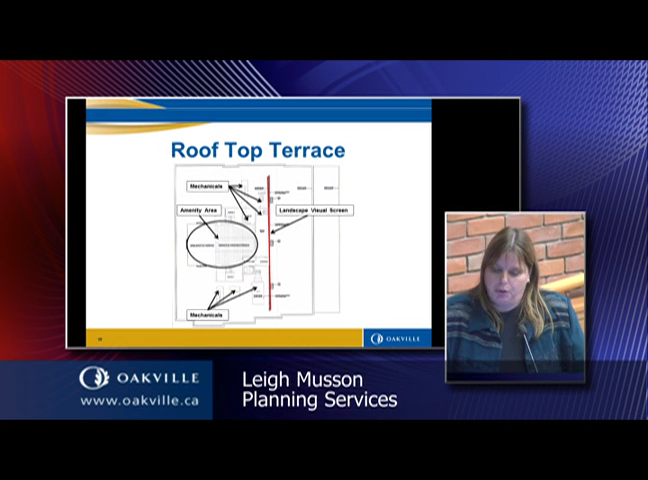 Roof Top Terrace
Mechanicals
Amenity Area
Landscape Visual Screen
Mechanicals
OAKVILLE
OAKVILLE
www.oakville.ca
Leigh Musson
Planning Services